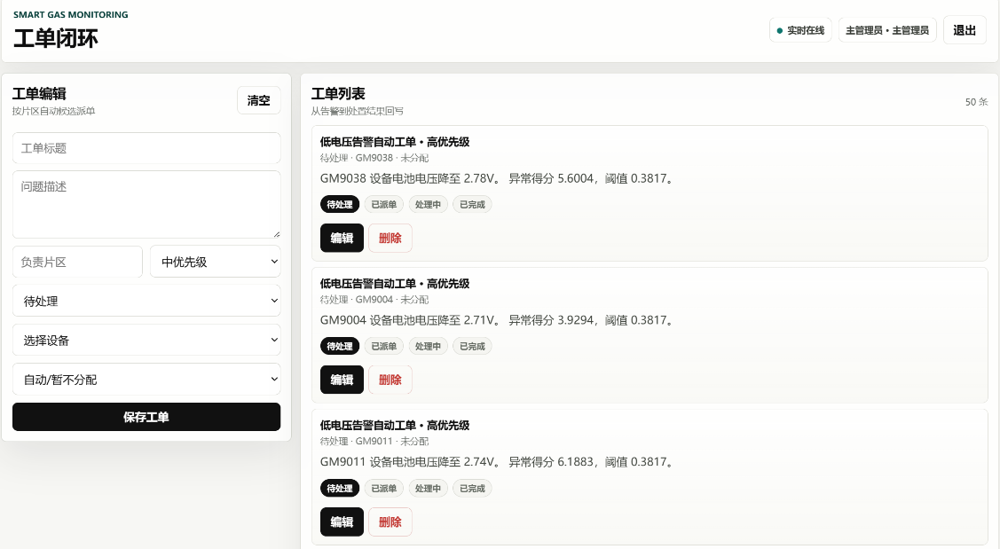 SMART GAS MONITORING
工单闭环
实时在线
主管理员 • 主管理员
退出
工单编辑
按片区自动候选派单
清空
工单标题
问题描述
负责片区
中优先级
待处理
选择设备
自动/暂不分配
保存工单
工单列表
从告警到处置结果回写
50 条
低电压告警自动工单 • 高优先级
待处理 · GM9038 · 未分配
GM9038 设备电池电压降至 2.78V。 异常得分 5.6004，阈值 0.3817。
待处理 已派单 处理中 已完成
编辑 删除
低电压告警自动工单 • 高优先级
待处理 · GM9004 · 未分配
GM9004 设备电池电压降至 2.71V。 异常得分 3.9294，阈值 0.3817。
待处理 已派单 处理中 已完成
编辑 删除
低电压告警自动工单 • 高优先级
待处理 · GM9011 · 未分配
GM9011 设备电池电压降至 2.74V。 异常得分 6.1883，阈值 0.3817。
待处理 已派单 处理中 已完成
编辑 删除